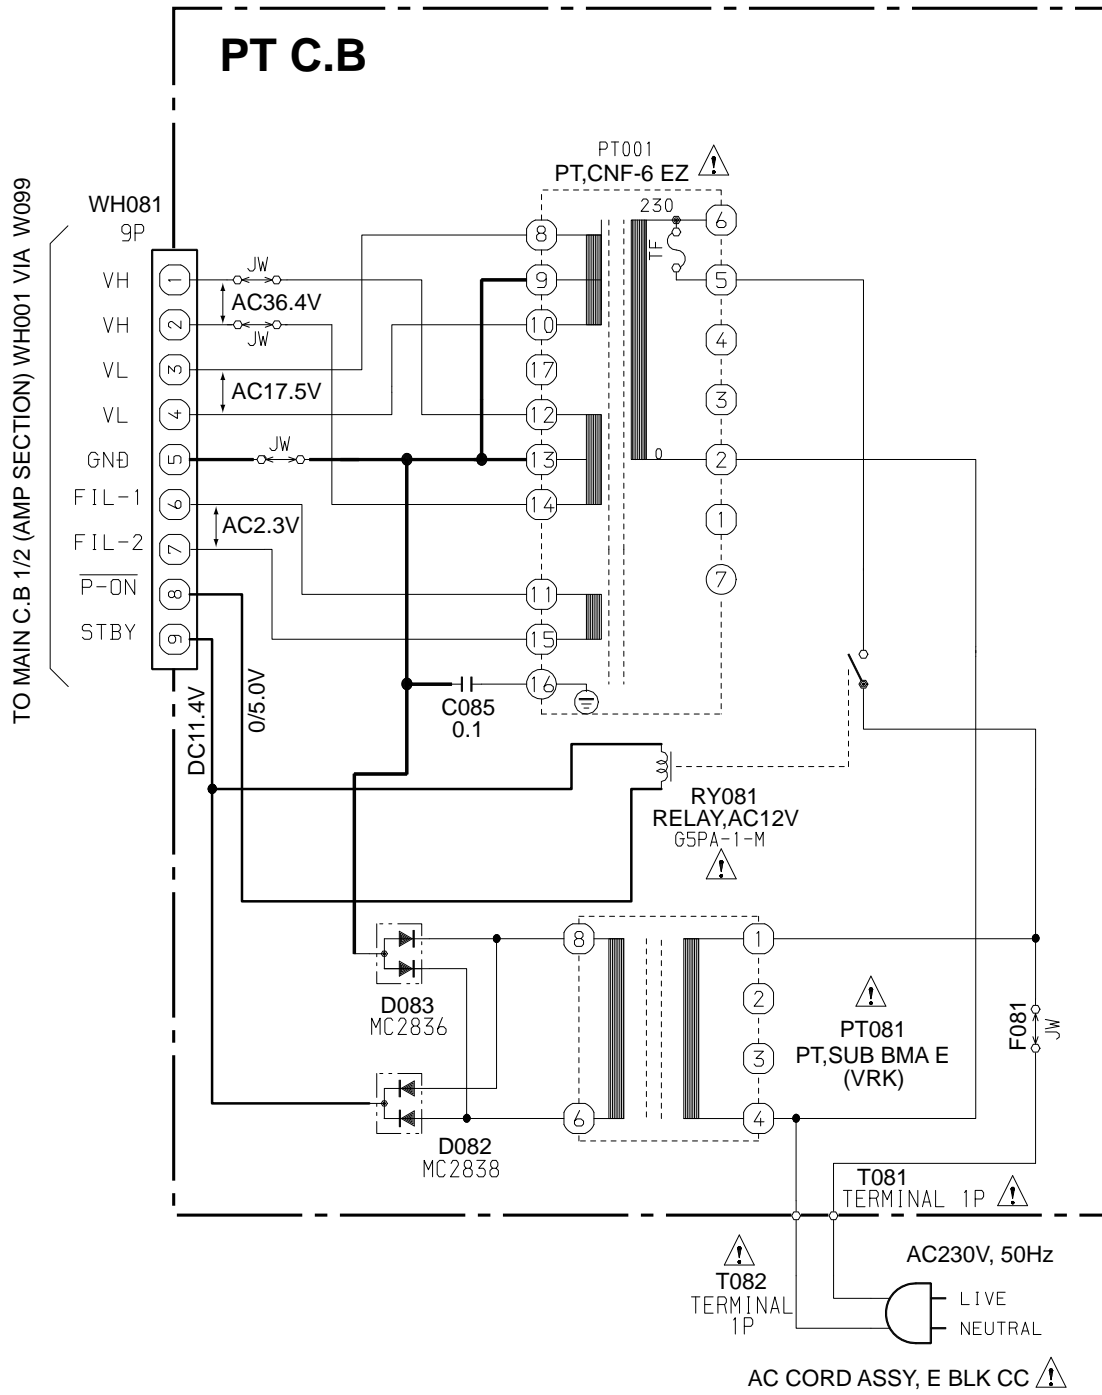 PT C.B
PT001
PT,CNF-6 EZ
WH081
9P
TO MAIN C.B 1/2 (AMP SECTION) WH001 VIA W099
VH
1
JW
AC36.4V
VH
2
JW
VL
3
AC17.5V
VL
4
GND
5
JW
FIL-1
6
AC2.3V
FIL-2
7
P-ON
8
STBY
9
DC11.4V
0/5.0V
8
9
10
17
12
13
14
11
15
16
230
TF
0
6
5
4
3
2
1
7
C085
0.1
RY081
RELAY,AC12V
G5PA-1-M
D083
MC2836
D082
MC2838
8
6
1
2
3
4
PT081
PT,SUB BMA E
(VRK)
F081
JW
T081
TERMINAL 1P
T082
TERMINAL
1P
AC230V, 50Hz
LIVE
NEUTRAL
AC CORD ASSY, E BLK CC